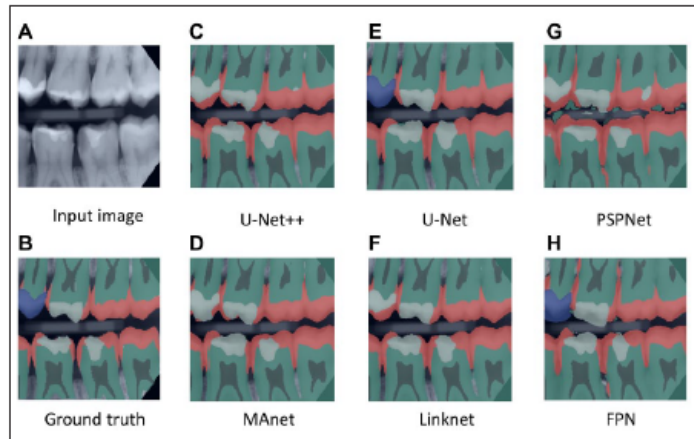 A
E
C
G
Input image
U-Net++
U-Net
PSPNet
B
D
F
H
Ground truth
MAnet
Linknet
FPN